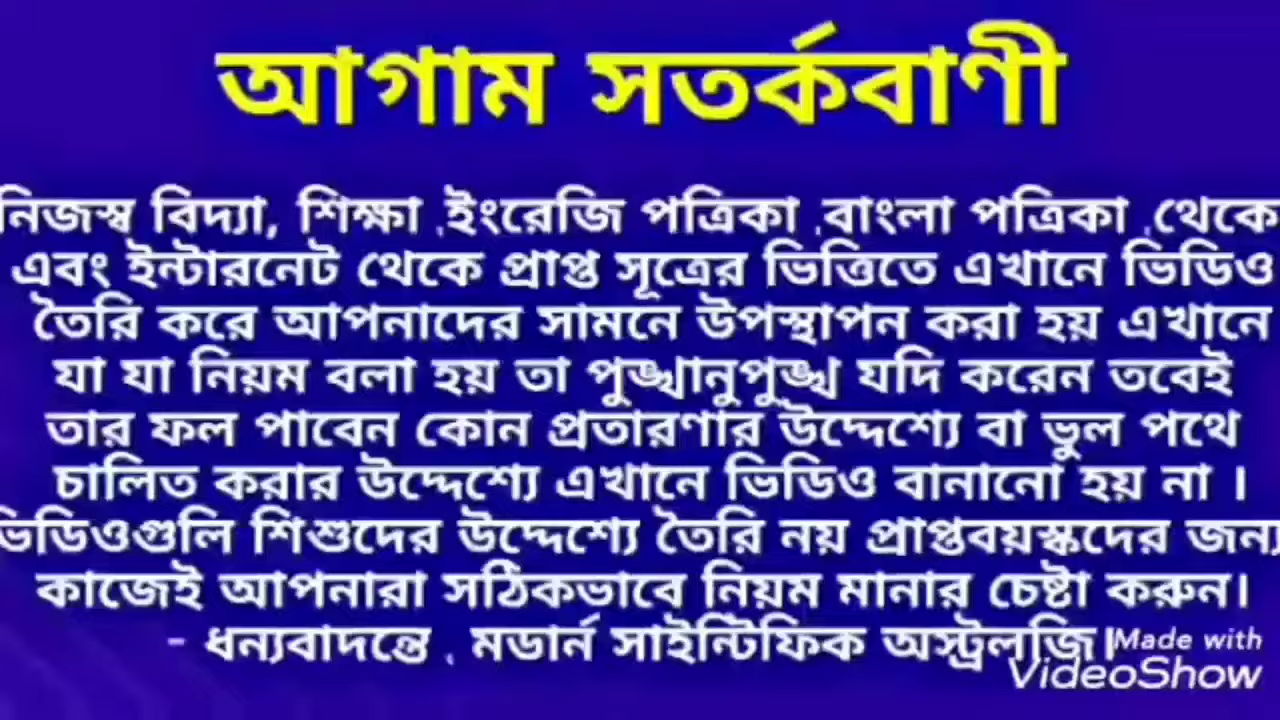 আগাম সতর্কবাণী
নিজস্ব বিদ্যা, শিক্ষা ,ইংরেজি পত্রিকা ,বাংলা পত্রিকা ,থেকে
এবং ইন্টারনেট থেকে প্রাপ্ত সূত্রের ভিত্তিতে এখানে ভিডিও
তৈরি করে আপনাদের সামনে উপস্থাপন করা হয় এখানে
যা যা নিয়ম বলা হয় তা পুঙ্খানুপুঙ্খ যদি করেন তবেই
তার ফল পাবেন কোন প্রতারণার উদ্দেশ্যে বা ভুল পথে
চালিত করার উদ্দেশ্যে এখানে ভিডিও বানানো হয় না ।
ভিডিওগুলি শিশুদের উদ্দেশ্যে তৈরি নয় প্রাপ্তবয়স্কদের জন্য
কাজেই আপনারা সঠিকভাবে নিয়ম মানার চেষ্টা করুন।
- ধন্যবাদন্তে , মডার্ন সাইন্টিফিক অস্ট্রলজি।
Made with
VideoShow